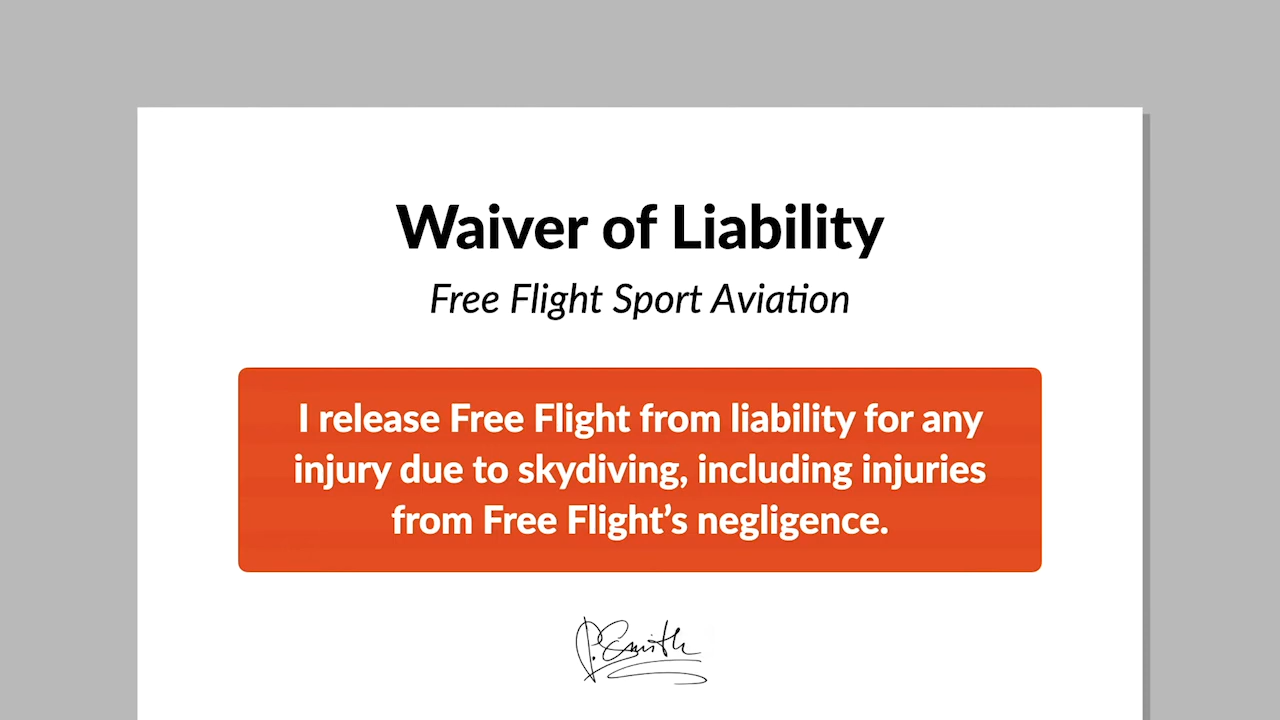 Waiver of Liability
Free Flight Sport Aviation
I release Free Flight from liability for any
injury due to skydiving, including injuries
from Free Flight’s negligence.
P. Smith